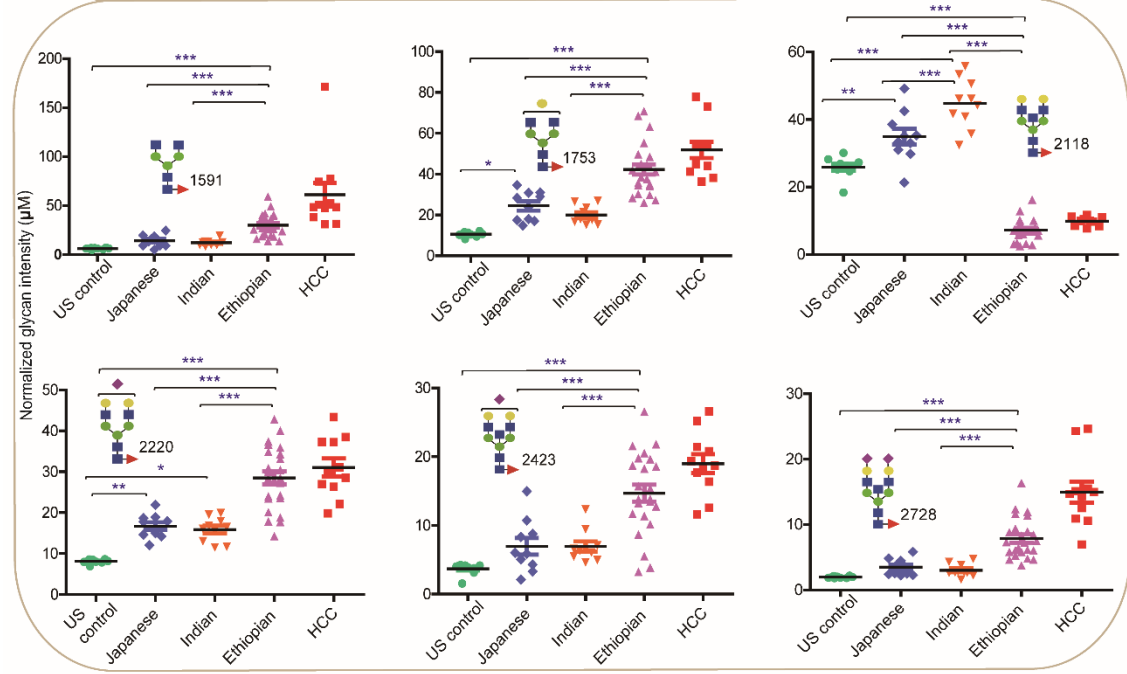 Normalized glycan intensity (µM)
200
150
100
50
0
***
***
***
1591
US control
Japanese
Indian
Ethiopian
HCC
100
80
60
40
20
0
***
***
***
*
1753
US control
Japanese
Indian
Ethiopian
HCC
60
40
20
0
***
***
***
***
***
**
2118
US control
Japanese
Indian
Ethiopian
HCC
50
40
30
20
10
0
***
***
***
*
**
2220
US
control
Japanese
Indian
Ethiopian
HCC
30
20
10
0
***
***
***
2423
US control
Japanese
Indian
Ethiopian
HCC
30
20
10
0
***
***
***
2728
US control
Japanese
Indian
Ethiopian
HCC